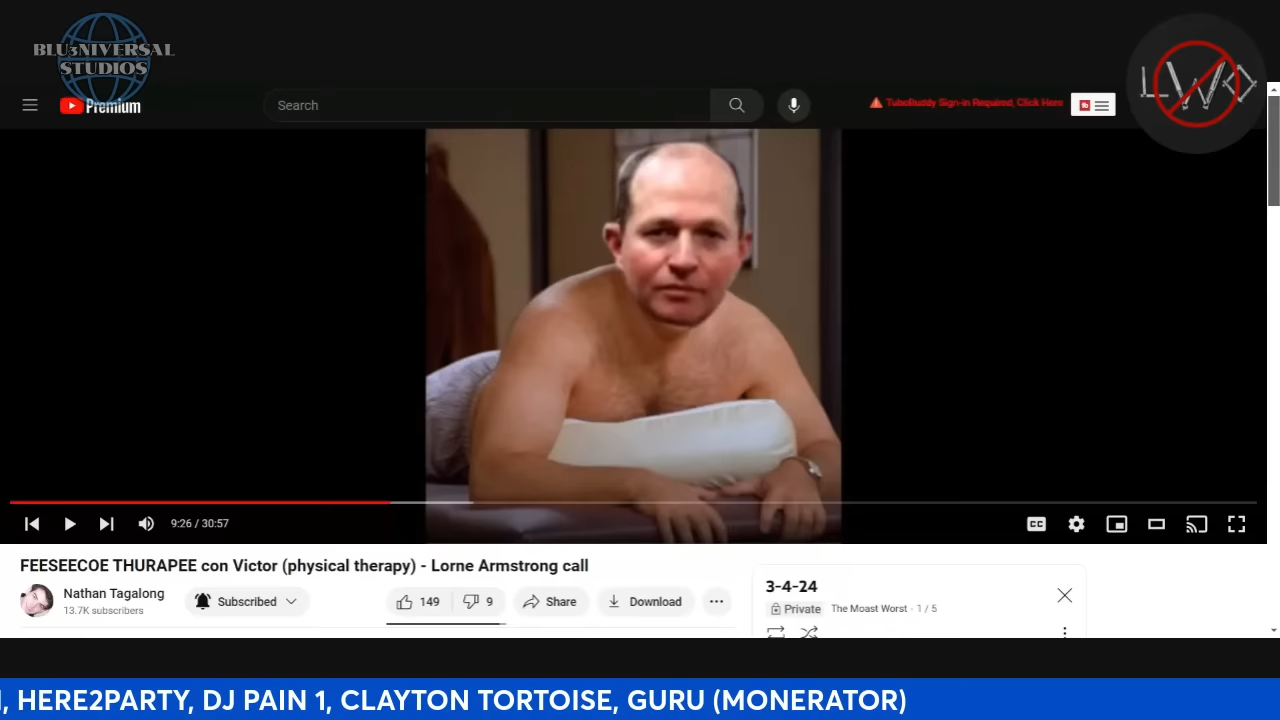 BLU3NIVERSAL
STUDIOS
LWD
Premium
Search
TubeBuddy Sign-in Required, Click Here
9:26 / 30:57
CC
FEESEECOE THURAPEE con Victor (physical therapy) - Lorne Armstrong call
Nathan Tagalong
13.7K subscribers
Subscribed
149
9
Share
Download
3-4-24
Private
The Moast Worst · 1 / 5
, HERE2PARTY, DJ PAIN 1, CLAYTON TORTOISE, GURU (MONERATOR)